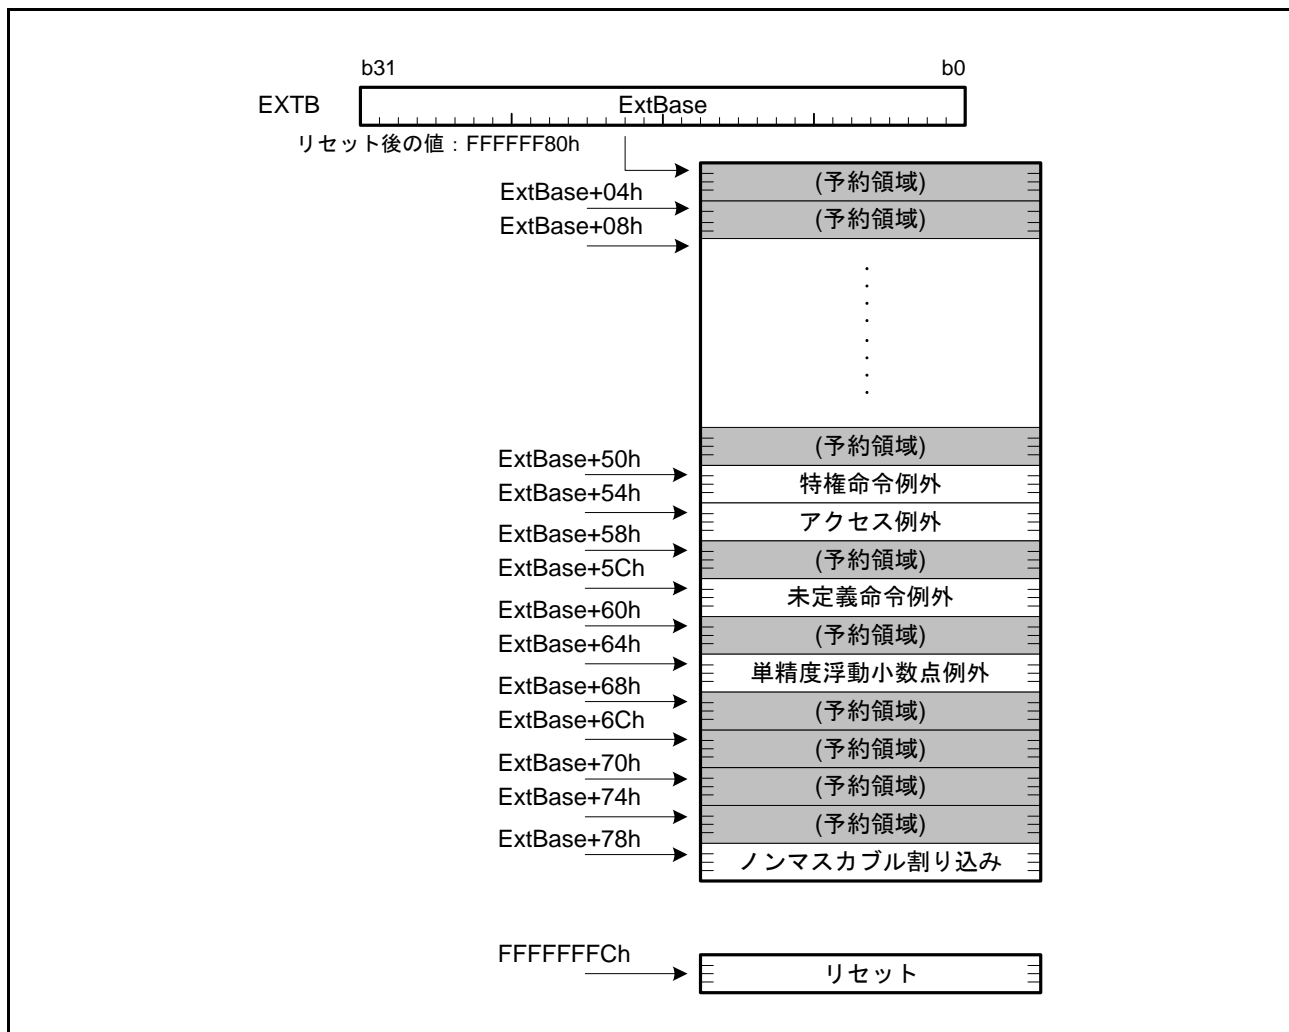 b31 b0
EXTB ExtBase
リセット後の値：FFFFFF80h
(予約領域)
ExtBase+04h
(予約領域)
ExtBase+08h
(予約領域)
ExtBase+50h
特権命令例外
ExtBase+54h
アクセス例外
ExtBase+58h
(予約領域)
ExtBase+5Ch
未定義命令例外
ExtBase+60h
(予約領域)
ExtBase+64h
単精度浮動小数点例外
ExtBase+68h
(予約領域)
ExtBase+6Ch
(予約領域)
ExtBase+70h
(予約領域)
ExtBase+74h
(予約領域)
ExtBase+78h
ノンマスカブル割り込み
FFFFFFFCh
リセット